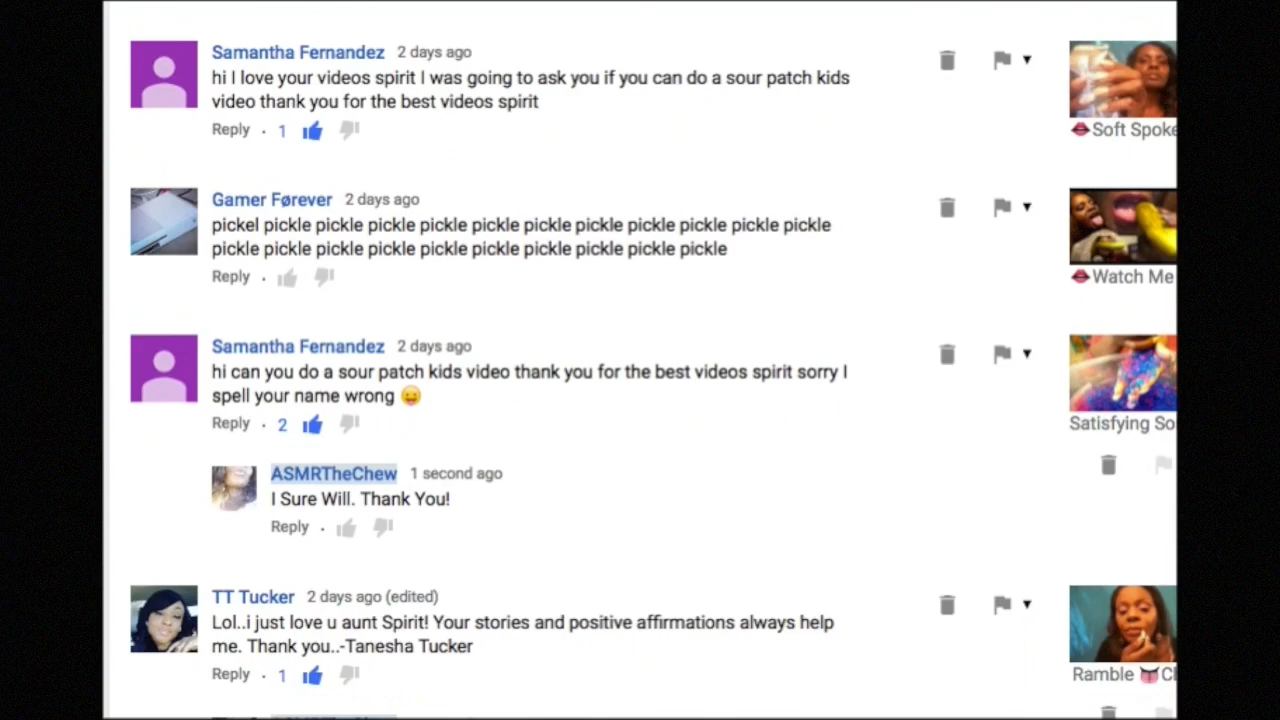 Samantha Fernandez 2 days ago
hi I love your videos spirit I was going to ask you if you can do a sour patch kids
video thank you for the best videos spirit
Reply · 1
Soft Spoke
Gamer Førever 2 days ago
pickel pickle pickle pickle pickle pickle pickle pickle pickle pickle pickle pickle
pickle pickle pickle pickle pickle pickle pickle pickle pickle pickle
Reply ·
Watch Me
Samantha Fernandez 2 days ago
hi can you do a sour patch kids video thank you for the best videos spirit sorry I
spell your name wrong 😛
Reply · 2
Satisfying So
ASMRTheChew 1 second ago
I Sure Will. Thank You!
Reply ·
TT Tucker 2 days ago (edited)
Lol..i just love u aunt Spirit! Your stories and positive affirmations always help
me. Thank you..-Tanesha Tucker
Reply · 1
Ramble 👅Cl